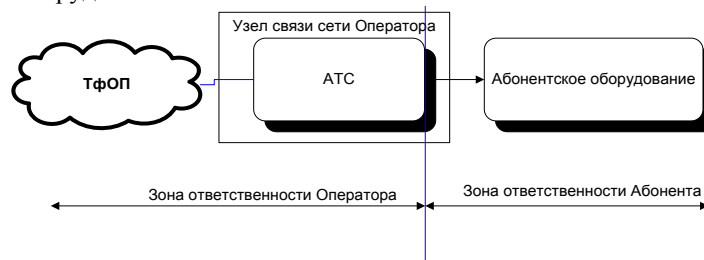 Узел связи сети Оператора
ТфОП
АТС
Абонентское оборудование
Зона ответственности Оператора
Зона ответственности Абонента